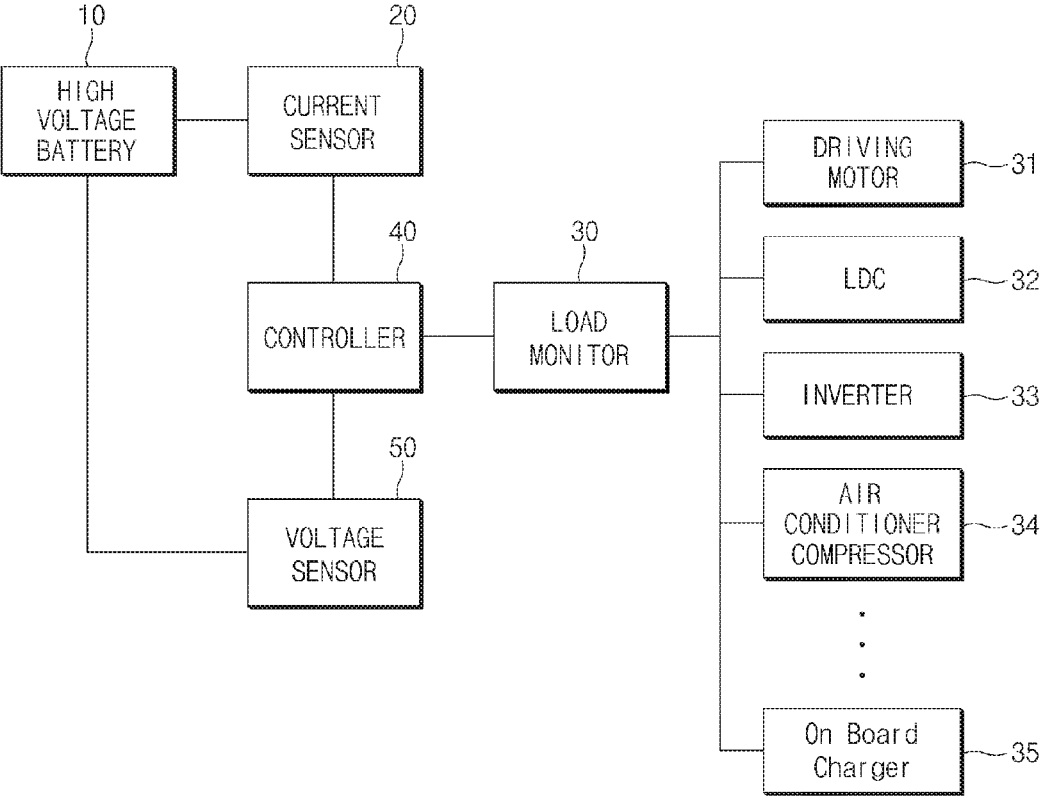 10
HIGH
VOLTAGE
BATTERY
20
CURRENT
SENSOR
40
CONTROLLER
50
VOLTAGE
SENSOR
30
LOAD
MONITOR
DRIVING
MOTOR
31
LDC
32
INVERTER
33
AIR
CONDITIONER
COMPRESSOR
34
On Board
Charger
35